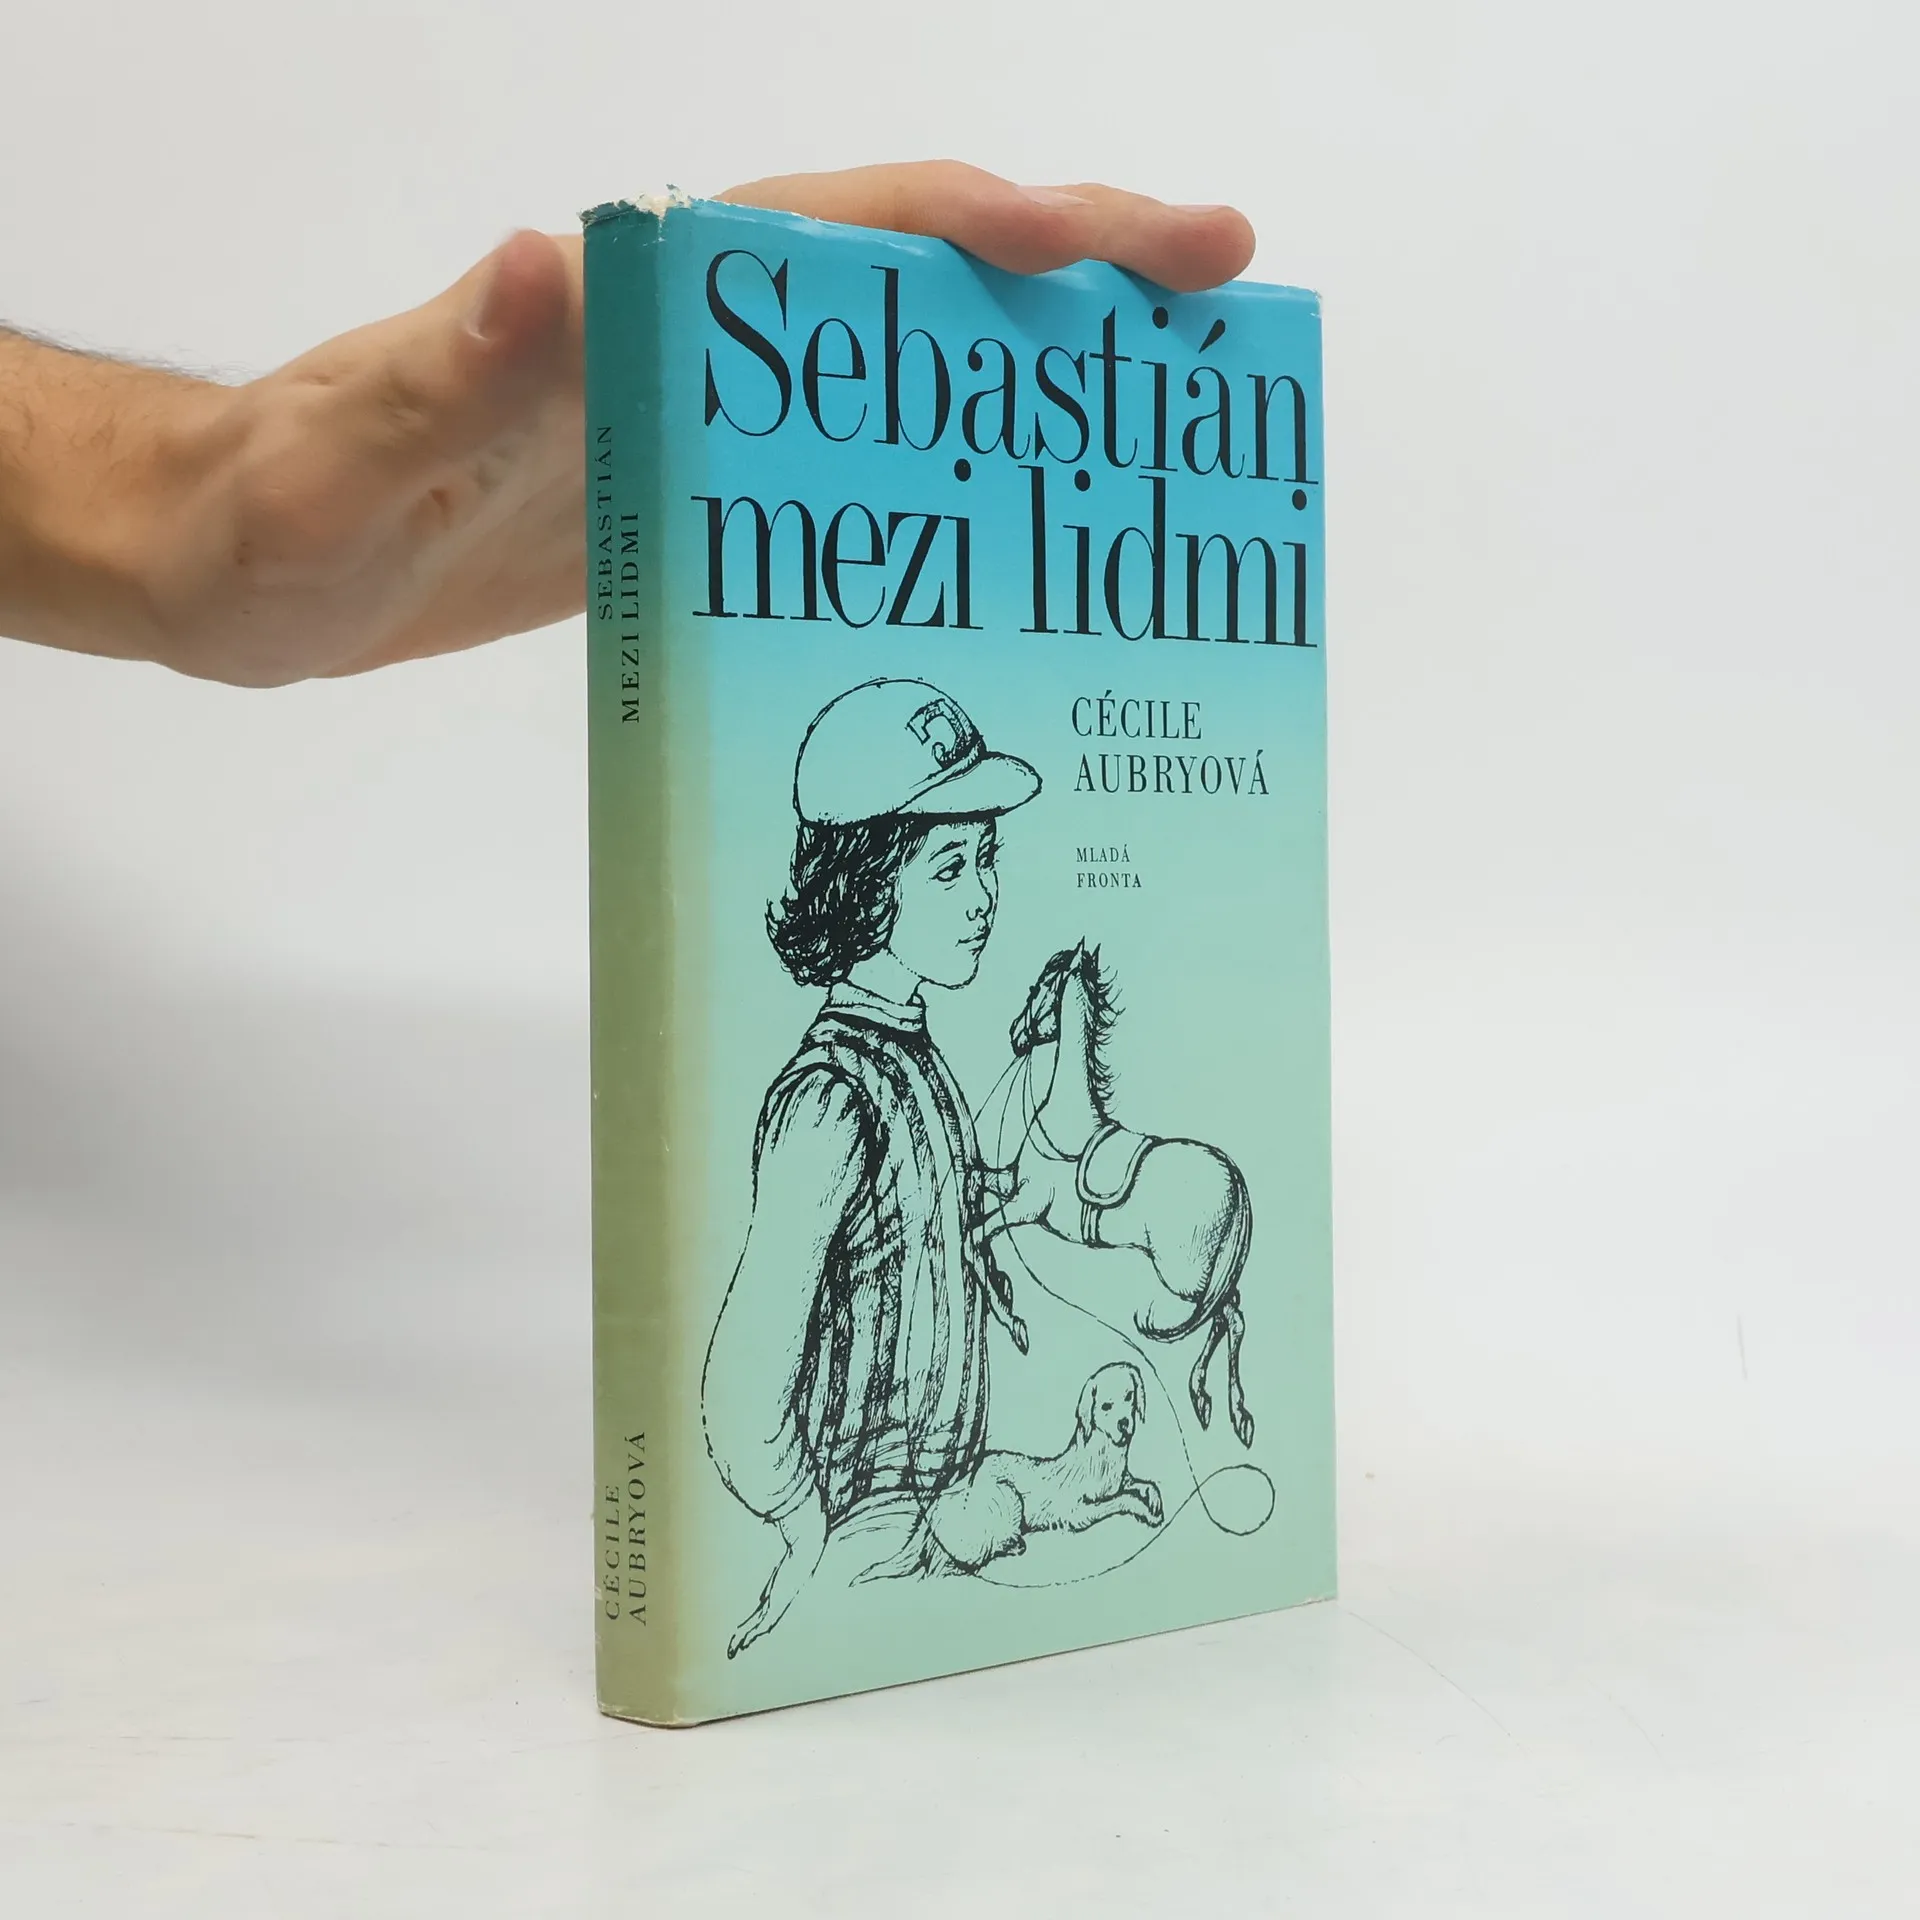 Sebastián
mezi lidmi
CÉCILE
AUBRYOVÁ
MLADÁ
FRONTA
SEBASTIÁN
MEZI LIDMI
CÉCILE
AUBRYOVÁ